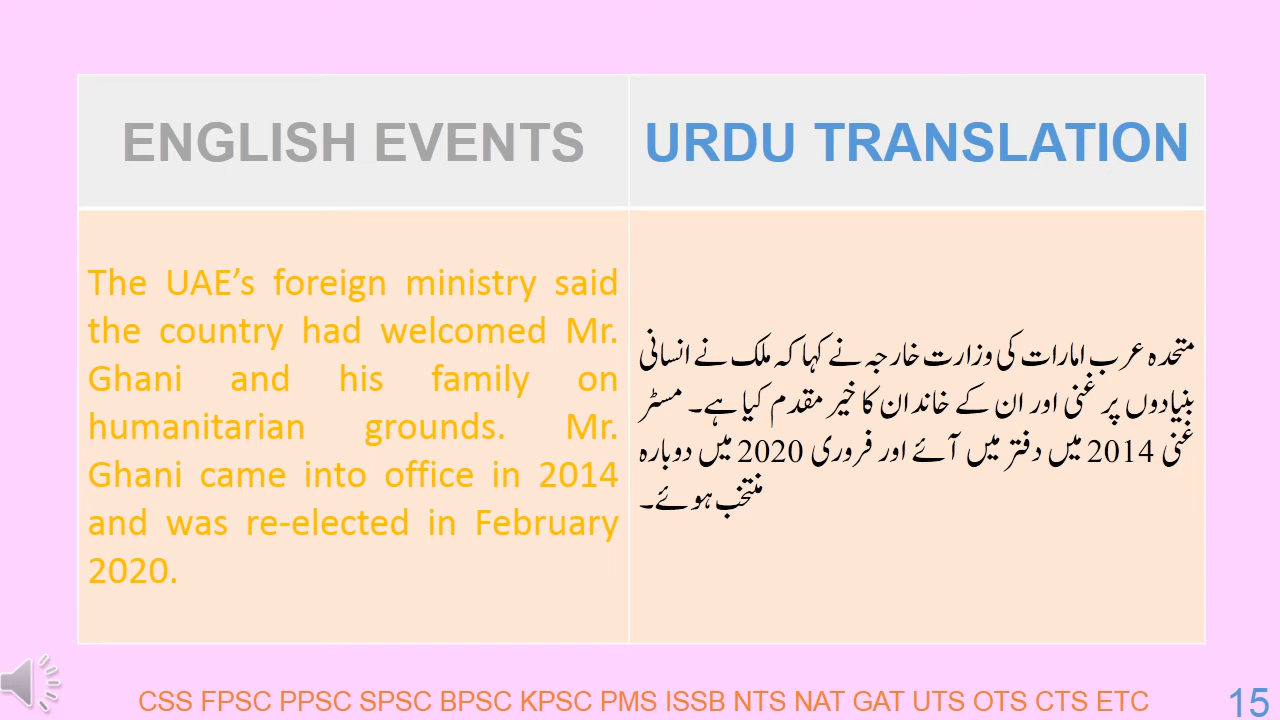 ENGLISH EVENTS
URDU TRANSLATION
The UAE’s foreign ministry said
the country had welcomed Mr.
Ghani and his family on
humanitarian grounds. Mr.
Ghani came into office in 2014
and was re-elected in February
2020.
متحدہ عرب امارات کی وزارت خارجہ نے کہا کہ ملک نے انسانی
بنیادوں پر غنی اور ان کے خاندان کا خیر مقدم کیا ہے۔ مسٹر
غنی 2014 میں دفتر میں آئے اور فروری 2020 میں دوبارہ
منتخب ہوئے۔
CSS FPSC PPSC SPSC BPSC KPSC PMS ISSB NTS NAT GAT UTS OTS CTS ETC
15